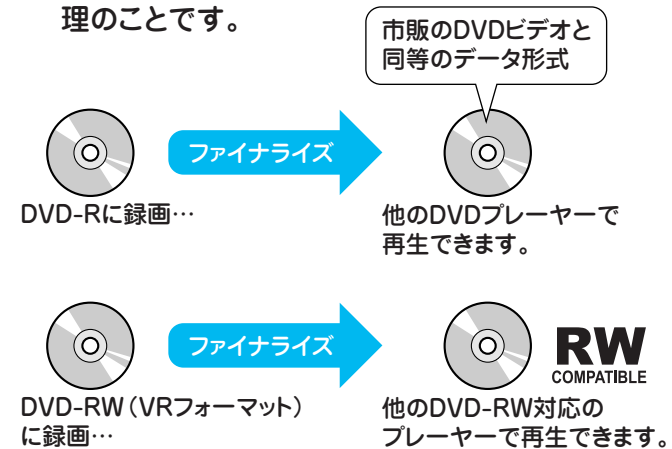 理のことです。
市販のDVDビデオと
同等のデータ形式
ファイナライズ
DVD-Rに録画…
他のDVDプレーヤーで
再生できます。
ファイナライズ
RW
COMPATIBLE
DVD-RW（VRフォーマット）
に録画…
他のDVD-RW対応の
プレーヤーで再生できます。